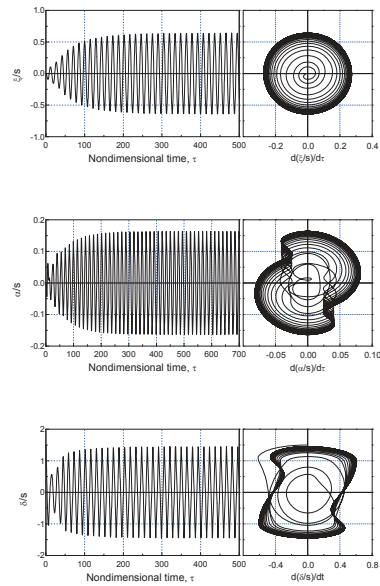 ξ/s
1.0
0.5
0.0
-0.5
-1.0
0 100 200 300 400 500
Nondimensional time, τ
-0.4 -0.2 0.0 0.2 0.4
d(ξ/s)/dτ
α/s
0.2
0.1
0.0
-0.1
-0.2
0 100 200 300 400 500 600 700
Nondimensional time, τ
-0.05 0.00 0.05 0.10
d(α/s)/dτ
δ/s
2
1
0
-1
-2
0 100 200 300 400 500
Nondimensional time, τ
-0.4 0.0 0.4 0.8
d(δ/s)/dt